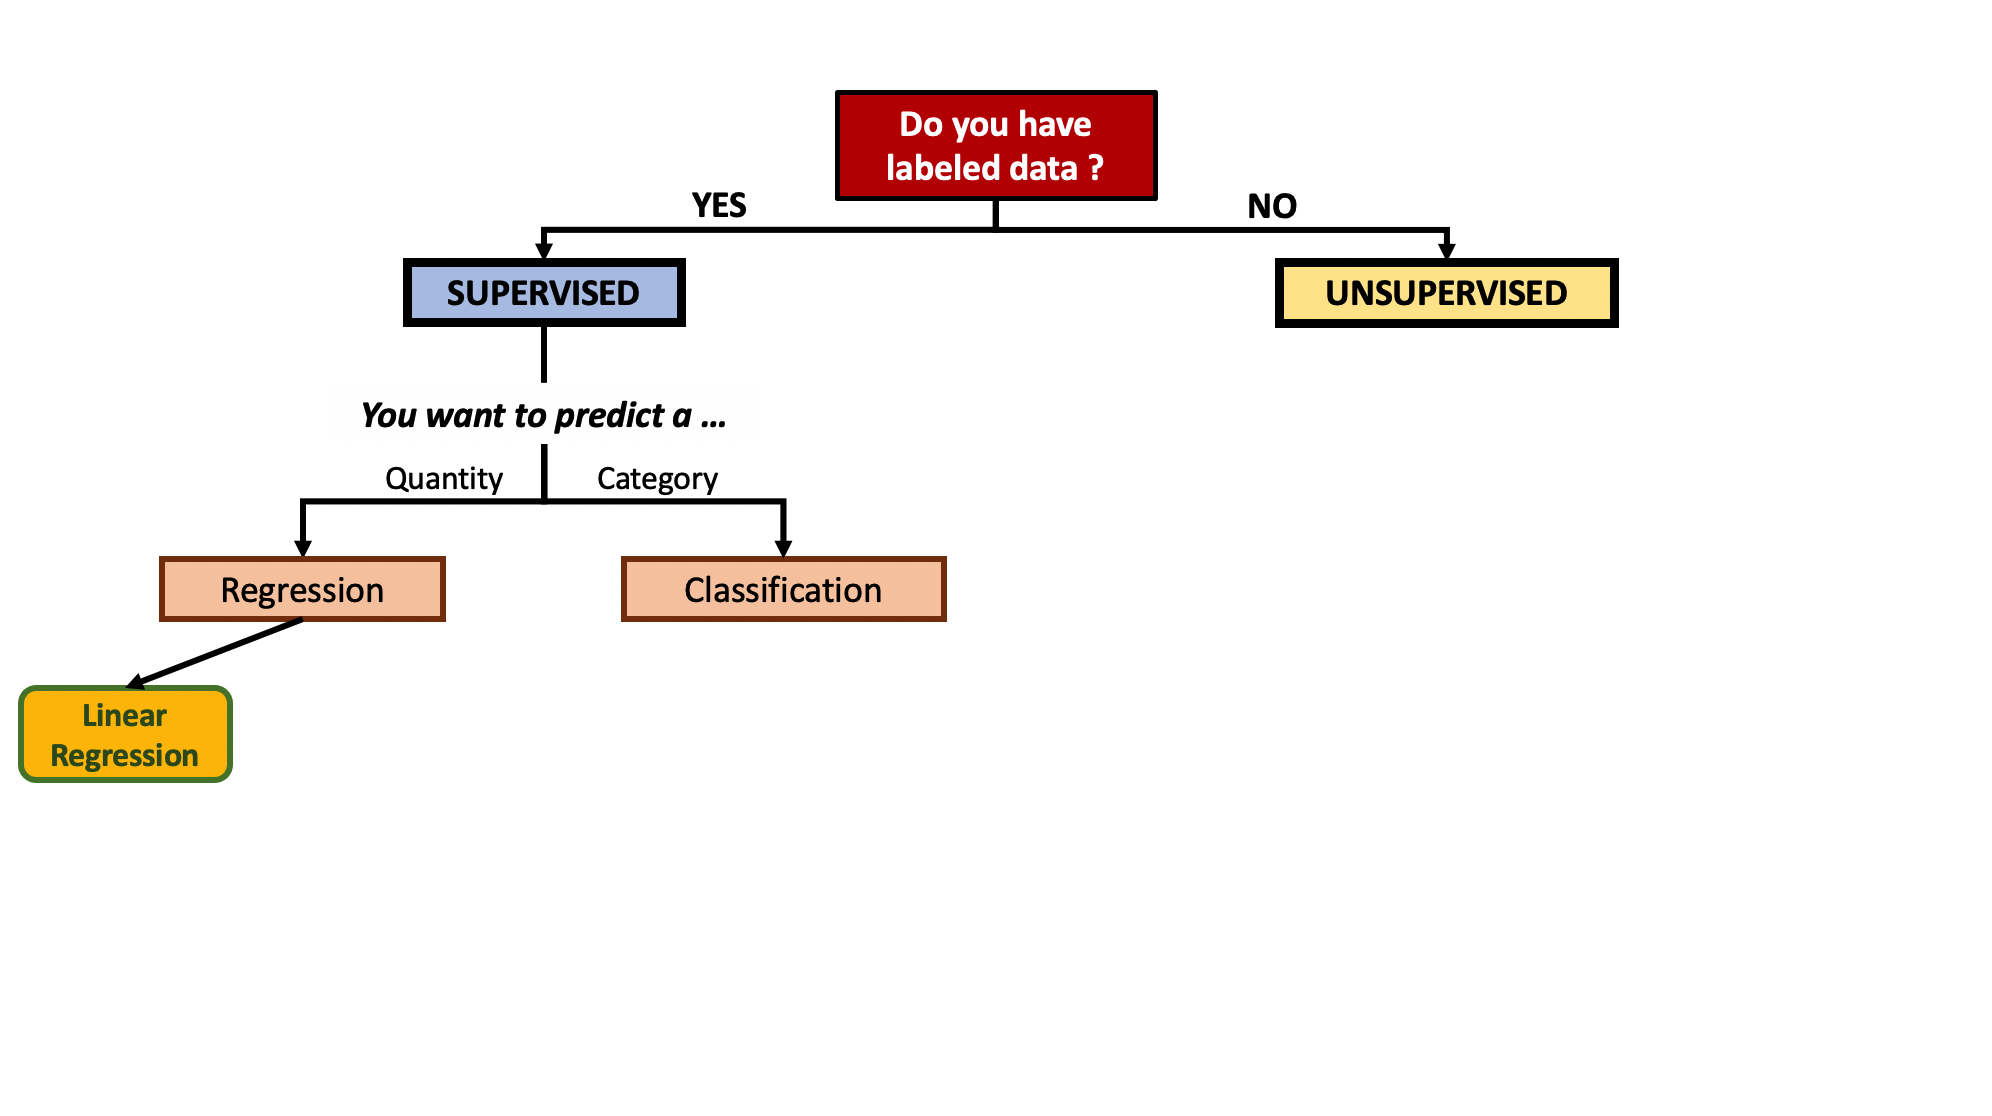 Do you have
labeled data ?
YES
NO
SUPERVISED
UNSUPERVISED
You want to predict a ...
Quantity
Category
Regression
Classification
Linear
Regression